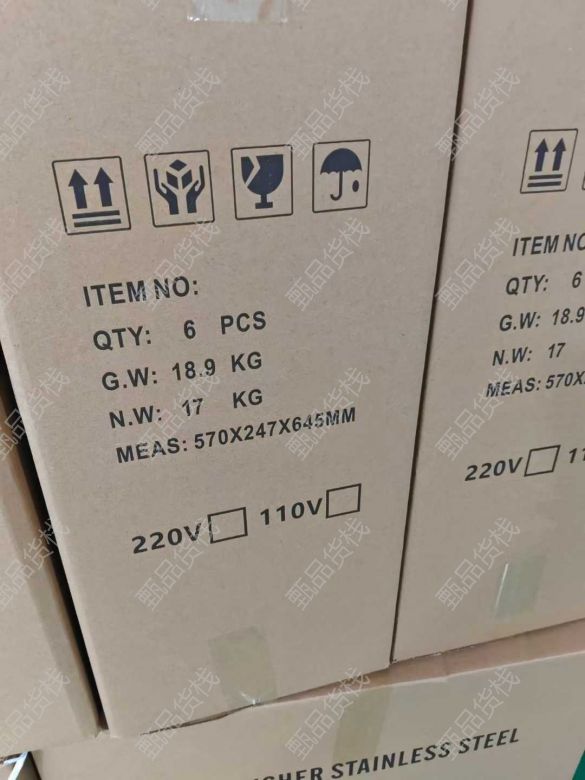 ITEM NO:
QTY: 6 PCS
G.W: 18.9 KG
N.W: 17 KG
MEAS: 570X247X645MM
220V 110V
ITEM NO
QTY: 6
G.W: 18.9
N.W: 17
MEAS: 570X
220V
STAINLESS STEEL
甄品货栈